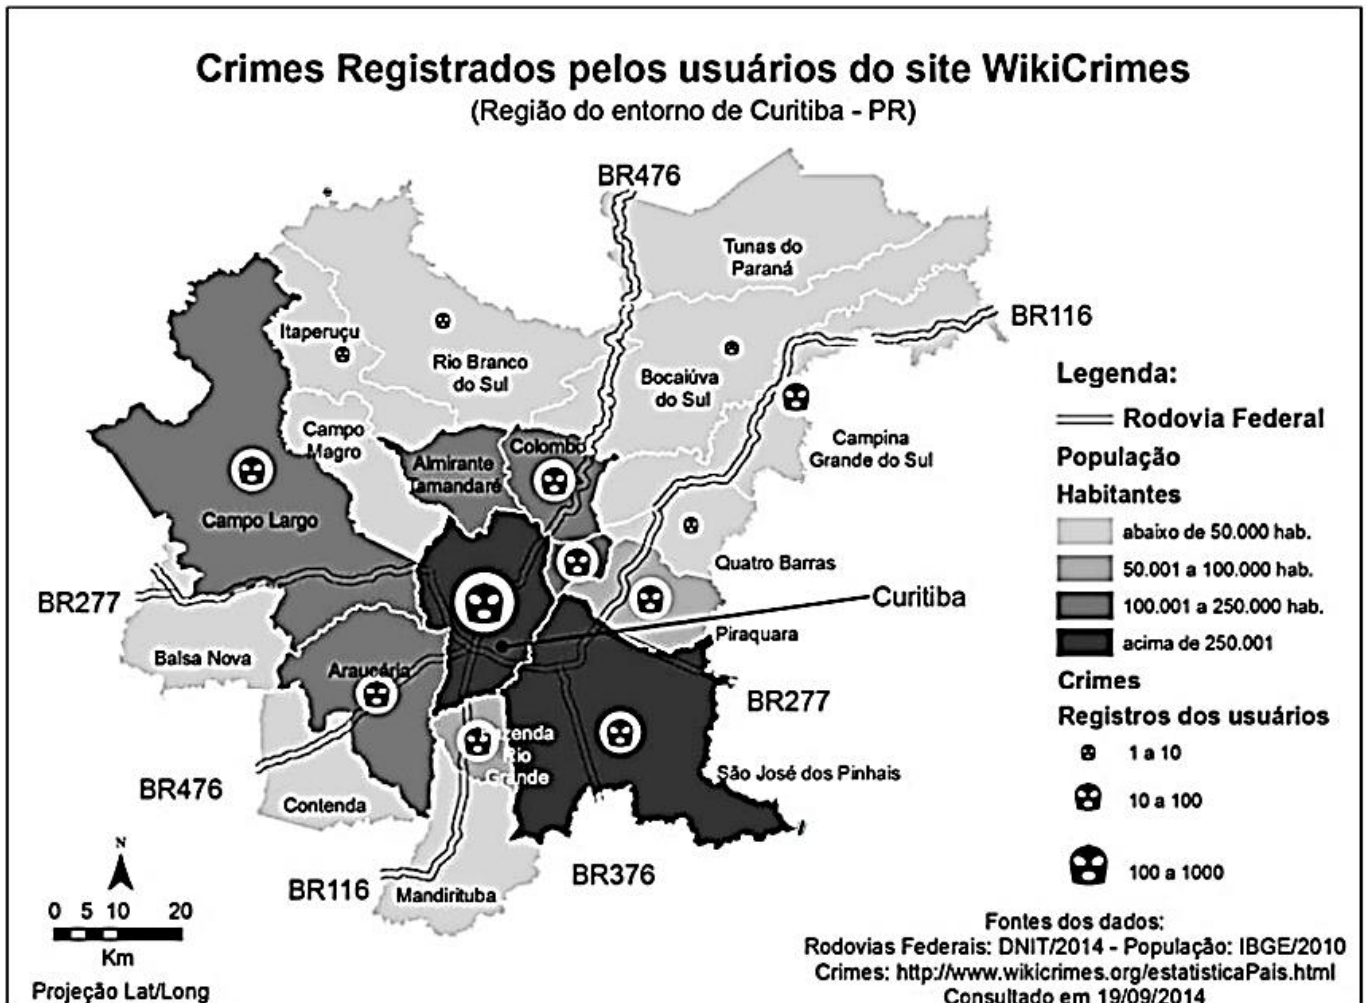 Crimes Registrados pelos usuários do site WikiCrimes
(Região do entorno de Curitiba - PR)
BR476
Tunas do
Paraná
BR116
Itaperuçu
Rio Branco
do Sul
Bocaiúva
do Sul
Campo
Magro
Almirante
Tamandaré
Colombo
Campina
Grande do Sul
Campo Largo
Quatro Barras
BR277
Curitiba
Piraquara
Balsa Nova
Araucária
BR277
Fazenda
Rio
Grande
São José dos Pinhais
BR476
Contenda
BR376
BR116
Mandirituba
Legenda:
Rodovia Federal
População
Habitantes
abaixo de 50.000 hab.
50.001 a 100.000 hab.
100.001 a 250.000 hab.
acima de 250.001
Crimes
Registros dos usuários
1 a 10
10 a 100
100 a 1000
N
0 5 10 20
Km
Projeção Lat/Long
Fontes dos dados:
Rodovias Federais: DNIT/2014 - População: IBGE/2010
Crimes: http://www.wikicrimes.org/estatisticaPais.html
Consultado em 19/09/2014